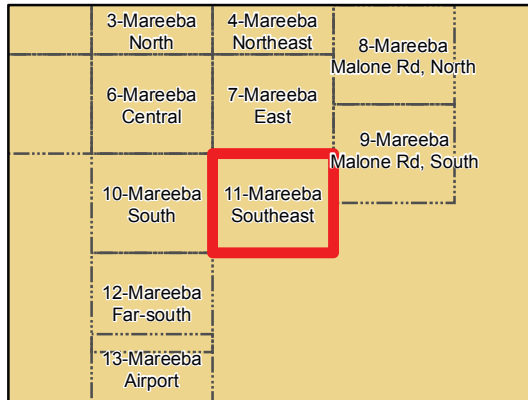 3-Mareeba
North
4-Mareeba
Northeast
8-Mareeba
Malone Rd, North
6-Mareeba
Central
7-Mareeba
East
9-Mareeba
Malone Rd, South
10-Mareeba
South
11-Mareeba
Southeast
12-Mareeba
Far-south
13-Mareeba
Airport